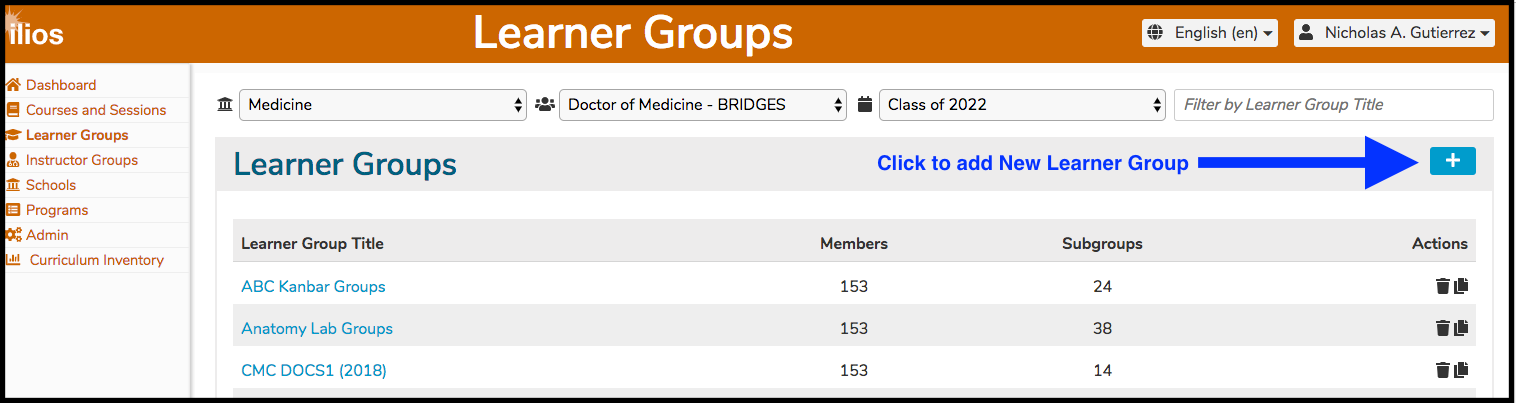 ilios
Learner Groups
English (en)
Nicholas A. Gutierrez
Dashboard
Courses and Sessions
Learner Groups
Instructor Groups
Schools
Programs
Admin
Curriculum Inventory
Medicine
Doctor of Medicine - BRIDGES
Class of 2022
Filter by Learner Group Title
Learner Groups
Click to add New Learner Group
+
Learner Group Title Members Subgroups Actions
ABC Kanbar Groups 153 24
Anatomy Lab Groups 153 38
CMC DOCS1 (2018) 153 14